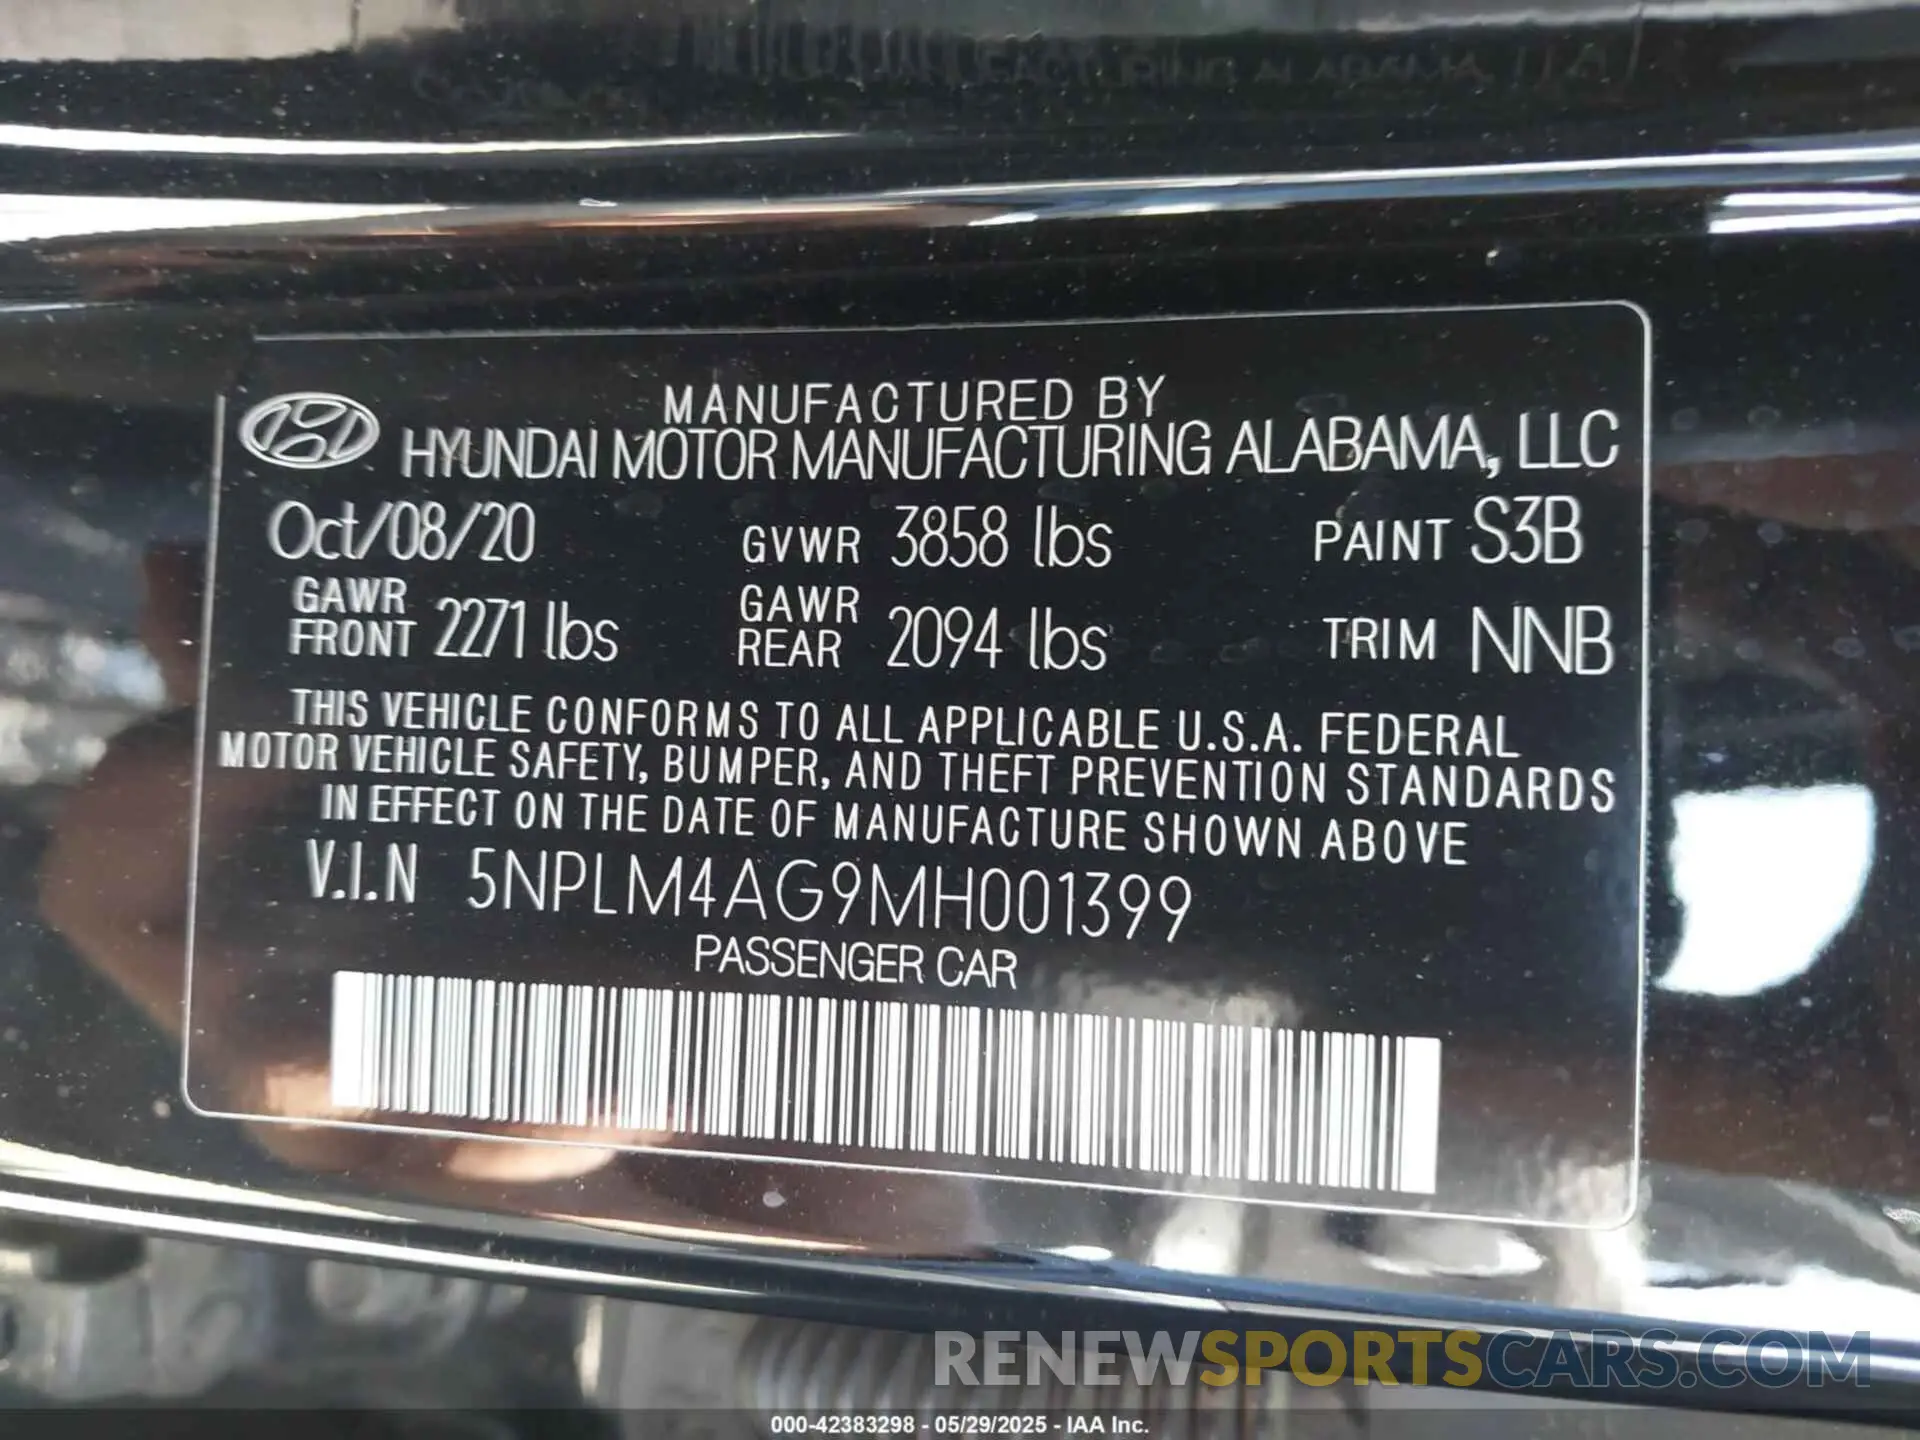 MANUFACTURED BY
HYUNDAI MOTOR MANUFACTURING ALABAMA, LLC
Oct/08/20 GVWR 3858 lbs PAINT S3B
GAWR FRONT 2271 lbs GAWR REAR 2094 lbs TRIM NNB
THIS VEHICLE CONFORMS TO ALL APPLICABLE U.S.A. FEDERAL
MOTOR VEHICLE SAFETY, BUMPER, AND THEFT PREVENTION STANDARDS
IN EFFECT ON THE DATE OF MANUFACTURE SHOWN ABOVE
V.I.N 5NPLM4AG9MH001399
PASSENGER CAR
RENEWSPORTSCARS.COM
000-42383298 - 05/29/2025 - IAA Inc.